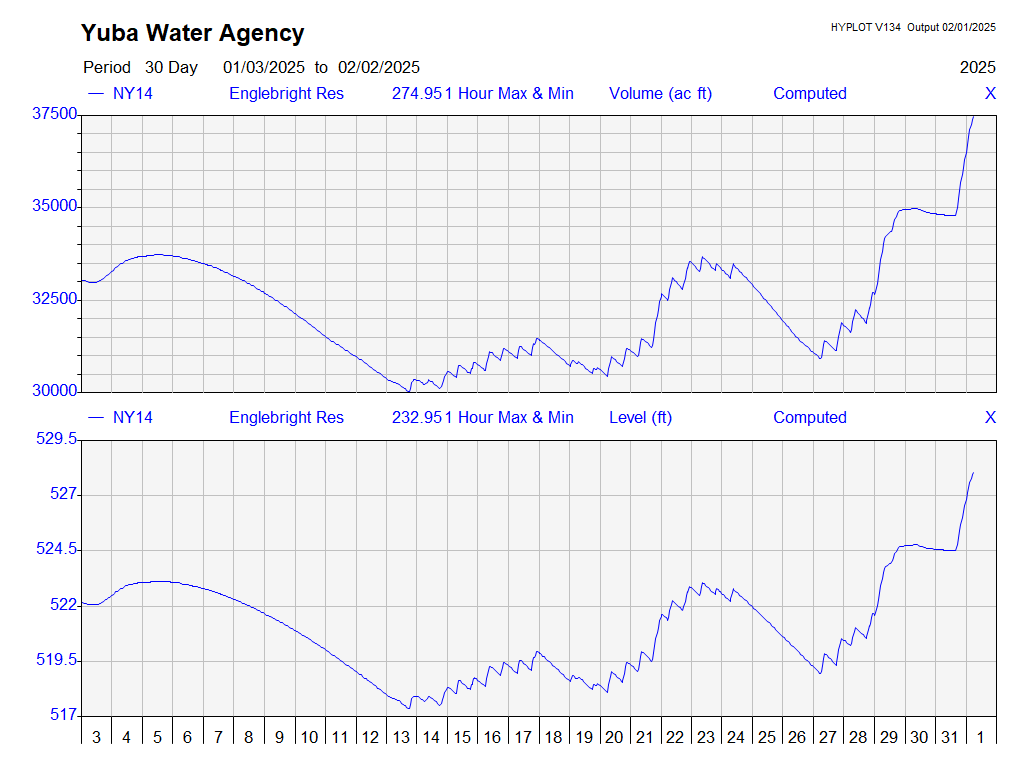 Yuba Water Agency
HYPLOT V134 Output 02/01/2025
Period 30 Day 01/03/2025 to 02/02/2025
2025
NY14 Englebright Res 274.951 Hour Max & Min Volume (ac ft) Computed X
37500
35000
32500
30000
NY14 Englebright Res 232.951 Hour Max & Min Level (ft) Computed X
529.5
527
524.5
522
519.5
517
3 4 5 6 7 8 9 10 11 12 13 14 15 16 17 18 19 20 21 22 23 24 25 26 27 28 29 30 31 1